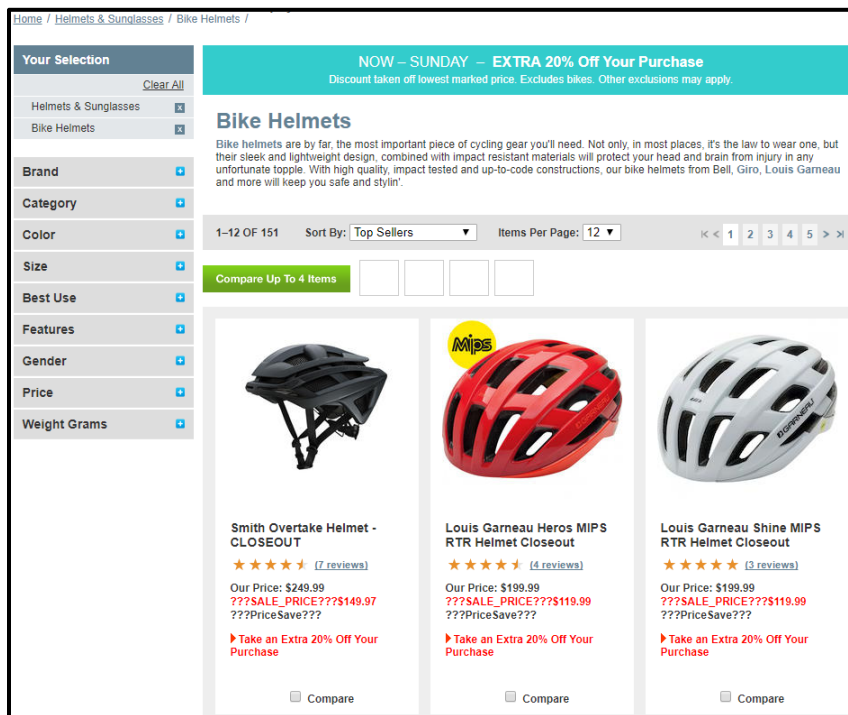 Home / Helmets & Sunglasses / Bike Helmets /
Your Selection
Clear All
Helmets & Sunglasses x
Bike Helmets x
Brand
Category
Color
Size
Best Use
Features
Gender
Price
Weight Grams
NOW – SUNDAY – EXTRA 20% Off Your Purchase
Discount taken off lowest marked price. Excludes bikes. Other exclusions may apply.
Bike Helmets
Bike helmets are by far, the most important piece of cycling gear you'll need. Not only, in most places, it's the law to wear one, but
their sleek and lightweight design, combined with impact resistant materials will protect your head and brain from injury in any
unfortunate topple. With high quality, impact tested and up-to-code constructions, our bike helmets from Bell, Giro, Louis Garneau
and more will keep you safe and stylin'.
1–12 OF 151 Sort By: Top Sellers Items Per Page: 12 1 2 3 4 5
Compare Up To 4 Items
Mips
GARNEAU
GARNEAU
Smith Overtake Helmet -
CLOSEOUT
(7 reviews)
Our Price: $249.99
???SALE_PRICE???$149.97
???PriceSave???
Take an Extra 20% Off Your
Purchase
Compare
Louis Garneau Heros MIPS
RTR Helmet Closeout
(4 reviews)
Our Price: $199.99
???SALE_PRICE???$119.99
???PriceSave???
Take an Extra 20% Off Your
Purchase
Compare
Louis Garneau Shine MIPS
RTR Helmet Closeout
(3 reviews)
Our Price: $199.99
???SALE_PRICE???$119.99
???PriceSave???
Take an Extra 20% Off Your
Purchase
Compare